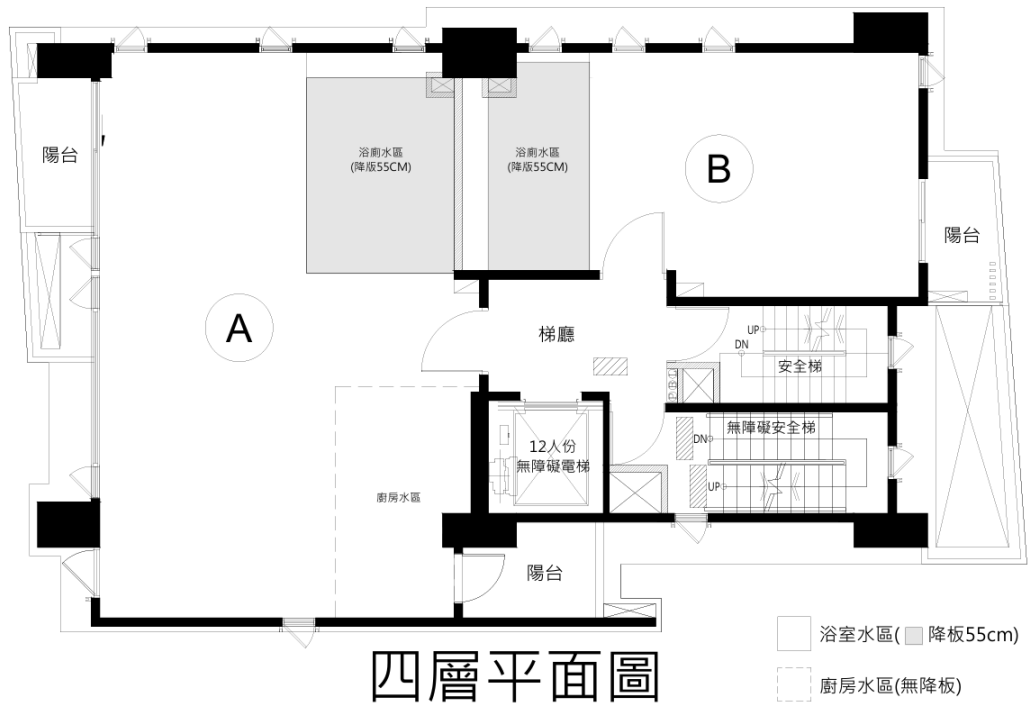 陽台
浴廁水區
(降版55CM)
浴廁水區
(降版55CM)
B
陽台
A
梯廳
UP
DN
安全梯
無障礙安全梯
DN
UP
12人份
無障礙電梯
廚房水區
陽台
浴室水區( 降板55cm)
廚房水區(無降板)
四層平面圖